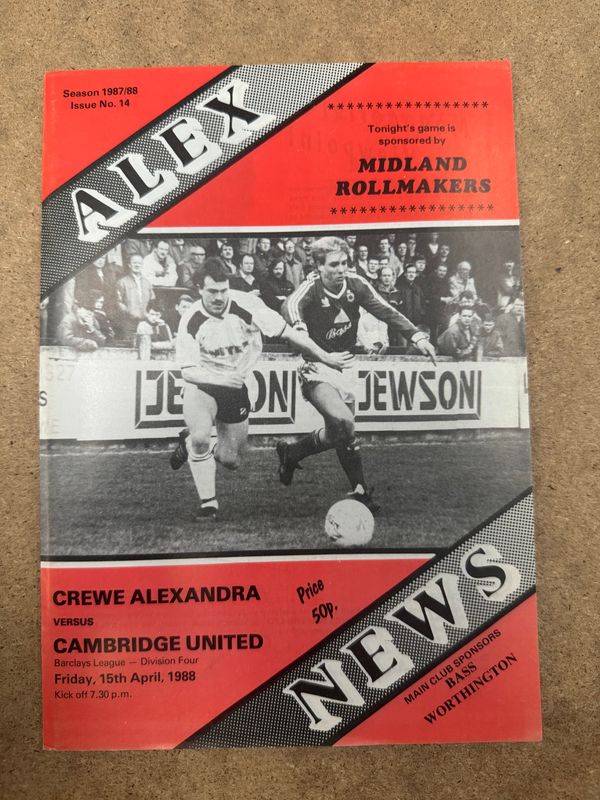 Season 1987/88
Issue No. 14
ALEX
Tonight's game is
sponsored by
MIDLAND
ROLLMAKERS
Bass
JEWSON
JEWSON
CREWE ALEXANDRA
VERSUS
CAMBRIDGE UNITED
Barclays League — Division Four
Friday, 15th April, 1988
Kick off 7.30 p.m.
Price
50p.
NEWS
MAIN CLUB SPONSORS
BASS
WORTHINGTON